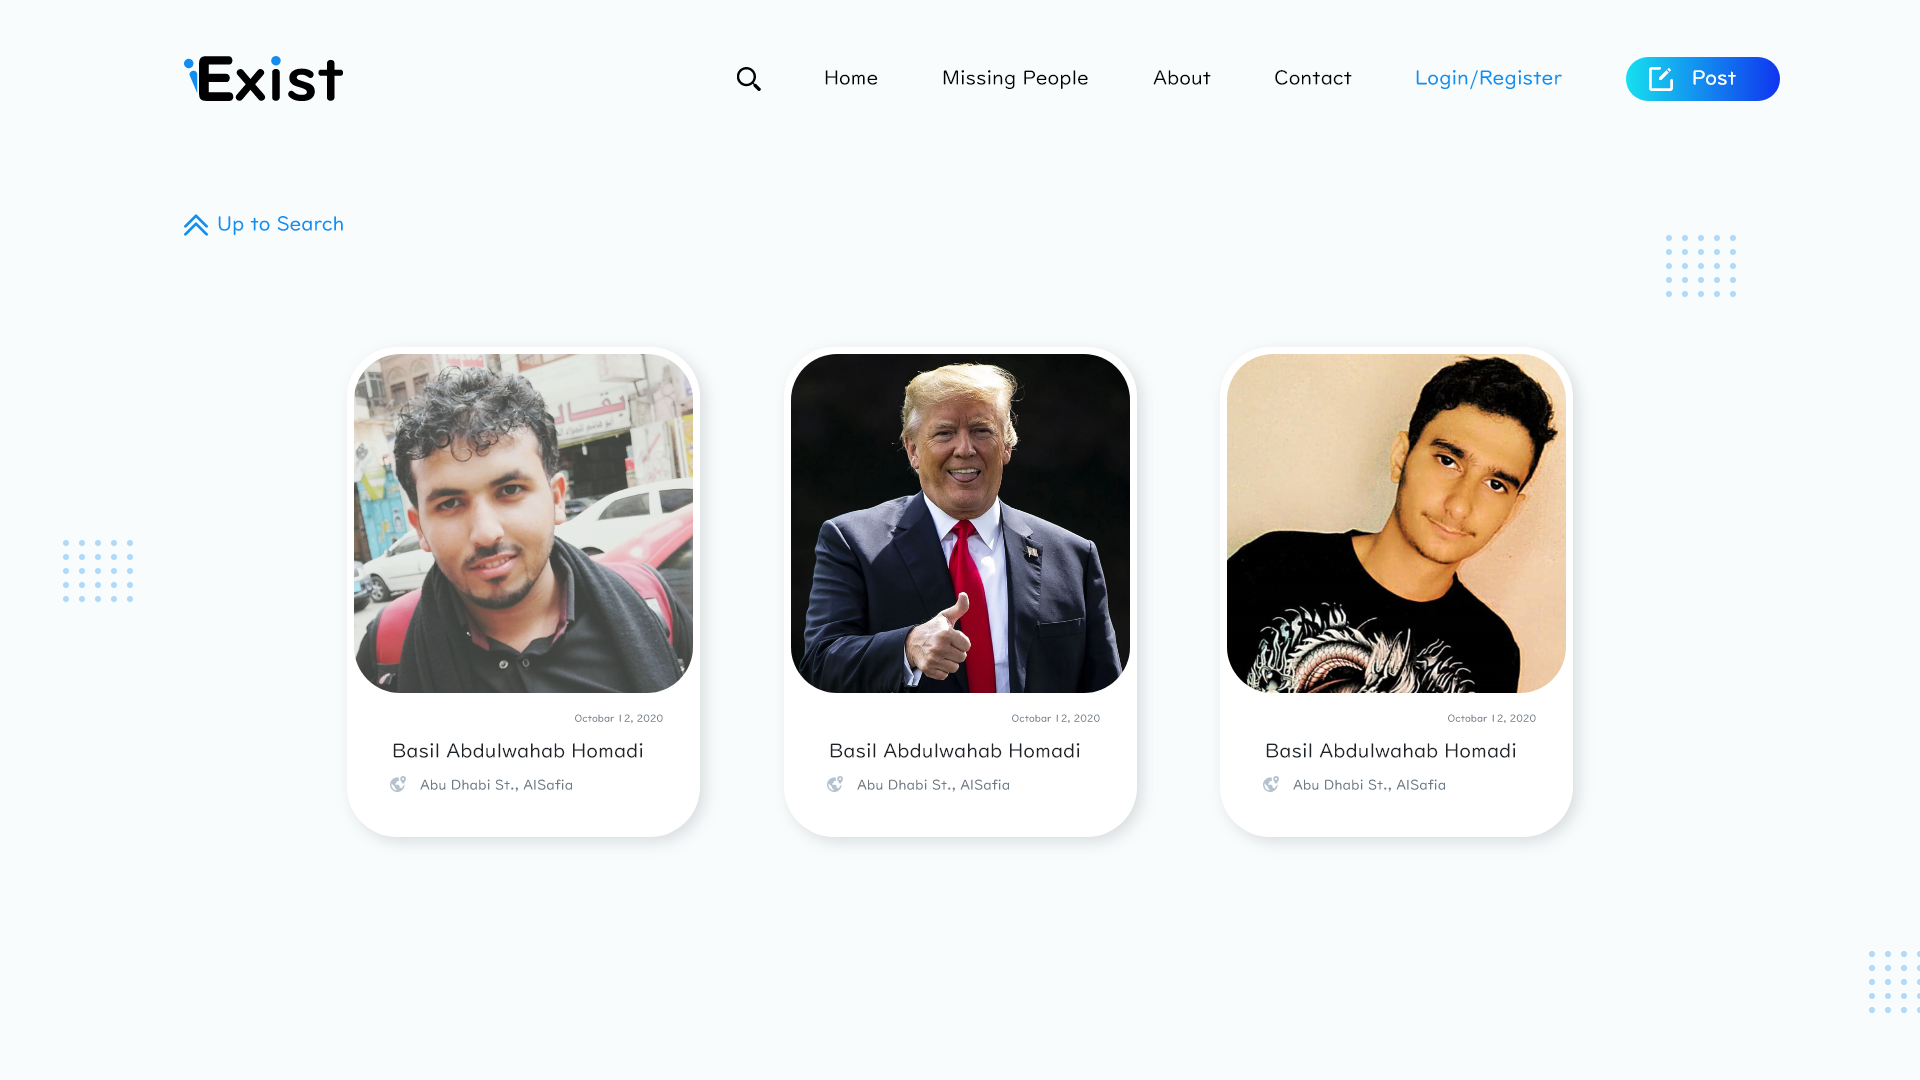 iExist
Home
Missing People
About
Contact
Login/Register
Post
Up to Search
بقالة
Octobar 12, 2020
Basil Abdulwahab Homadi
Abu Dhabi St., AlSafia
Octobar 12, 2020
Basil Abdulwahab Homadi
Abu Dhabi St., AlSafia
Octobar 12, 2020
Basil Abdulwahab Homadi
Abu Dhabi St., AlSafia